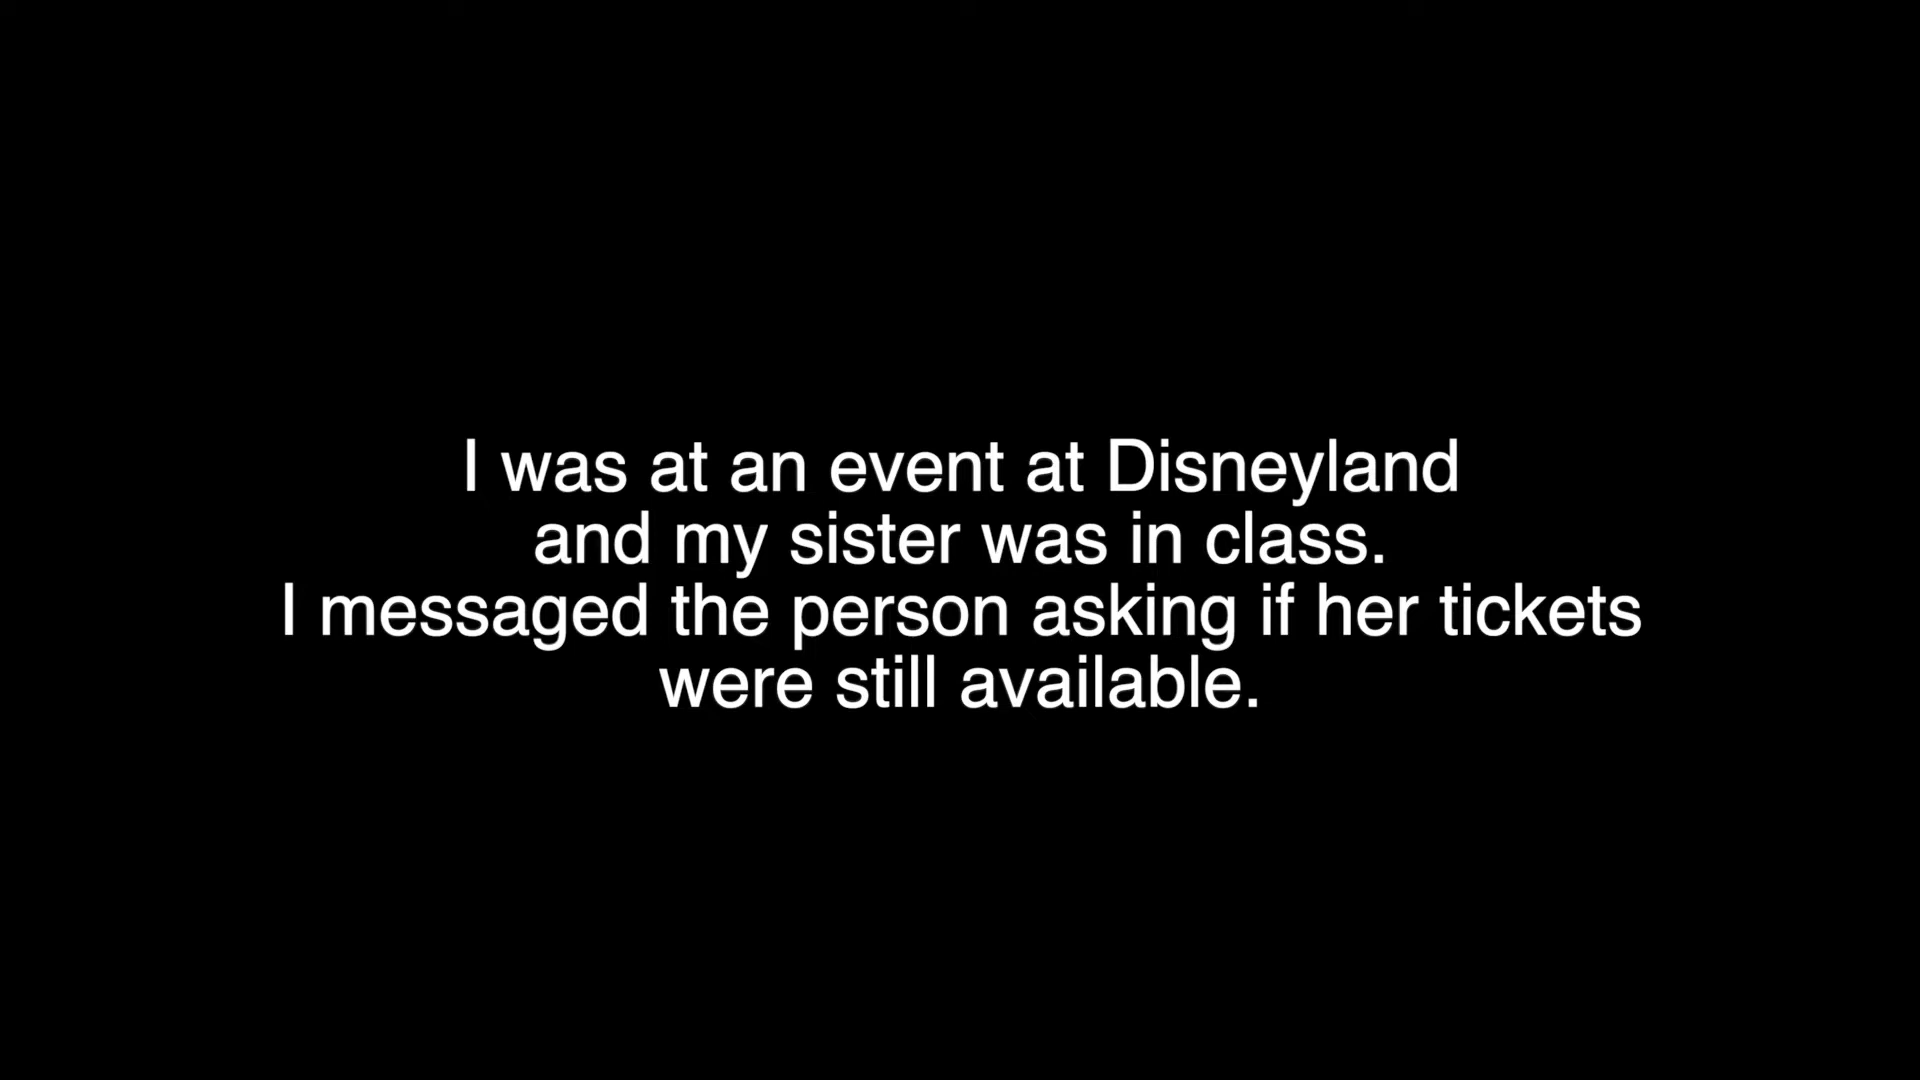 I was at an event at Disneyland
and my sister was in class.
I messaged the person asking if her tickets
were still available.